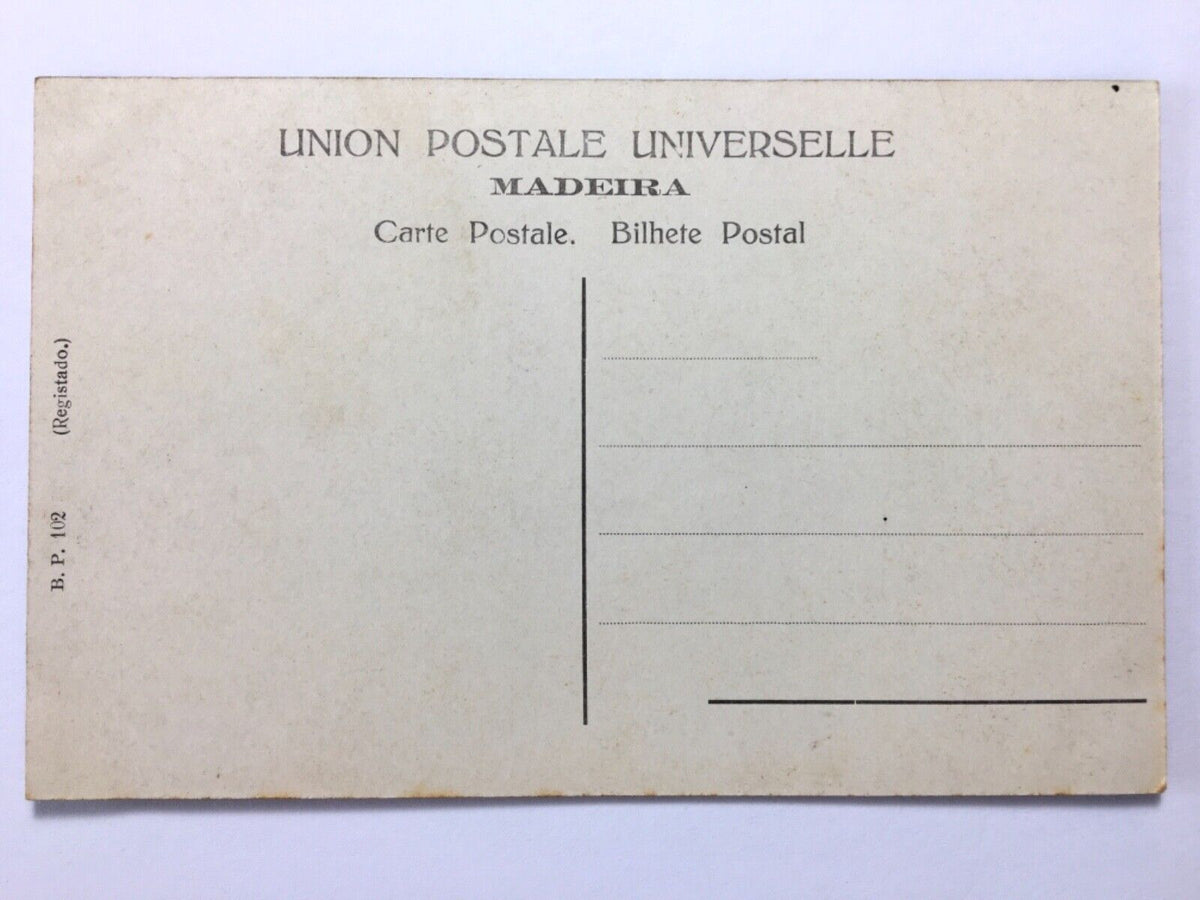 UNION POSTALE UNIVERSELLE
MADEIRA
Carte Postale. Bilhete Postal
B. P. 102 (Registado.)